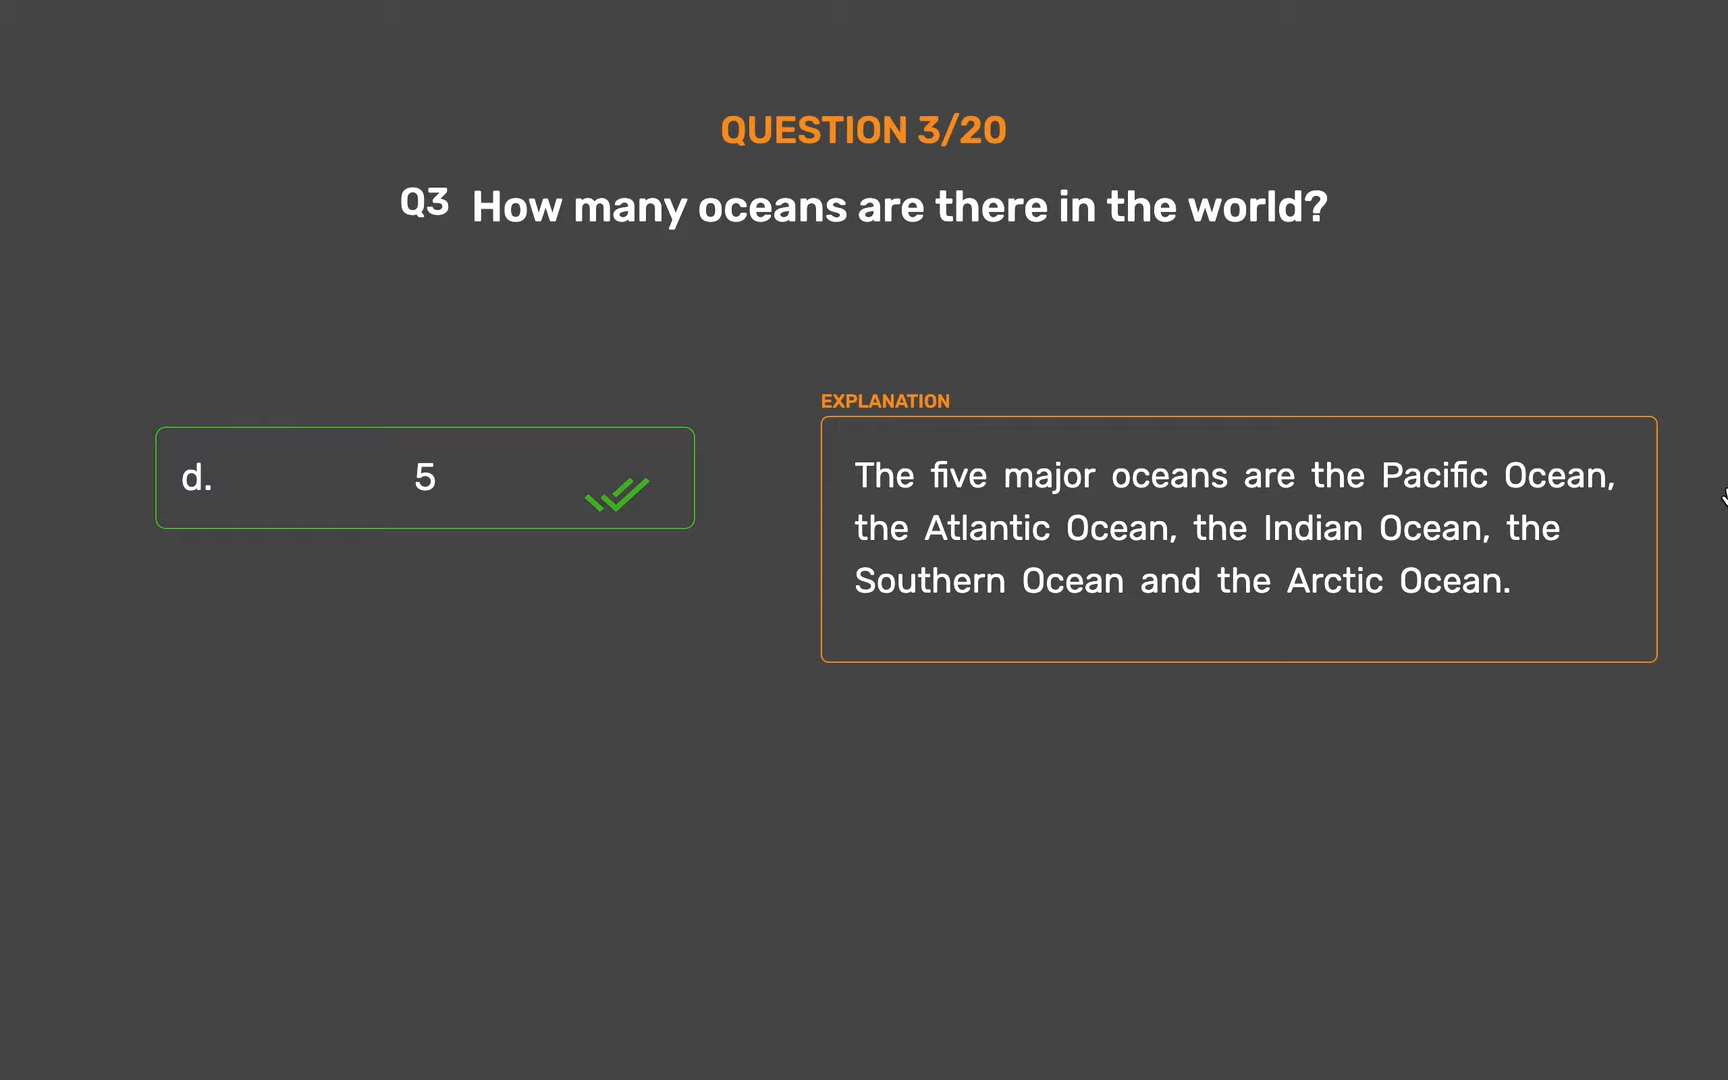 QUESTION 3/20
Q3 How many oceans are there in the world?
d. 5
EXPLANATION
The five major oceans are the Pacific Ocean,
the Atlantic Ocean, the Indian Ocean, the
Southern Ocean and the Arctic Ocean.